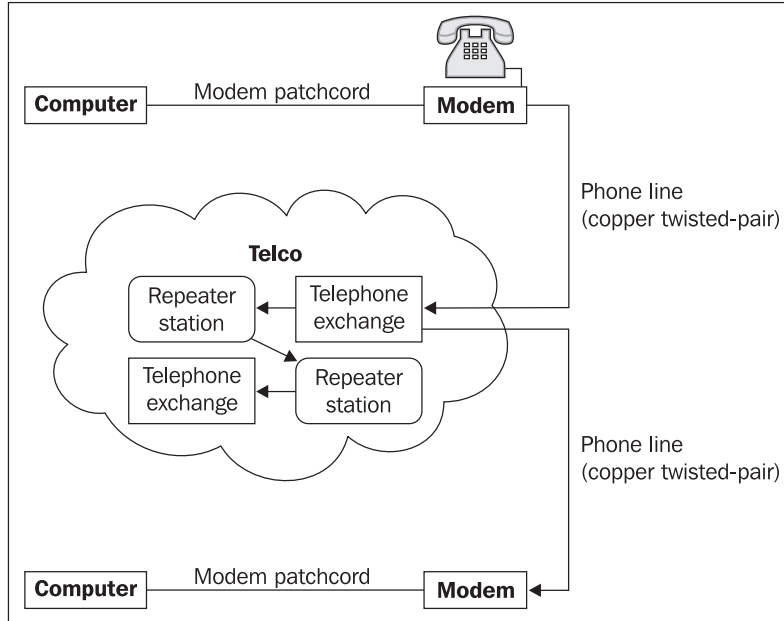 Computer
Modem patchcord
Modem
Phone line
(copper twisted-pair)
Telco
Repeater
station
Telephone
exchange
Telephone
exchange
Repeater
station
Phone line
(copper twisted-pair)
Computer
Modem patchcord
Modem